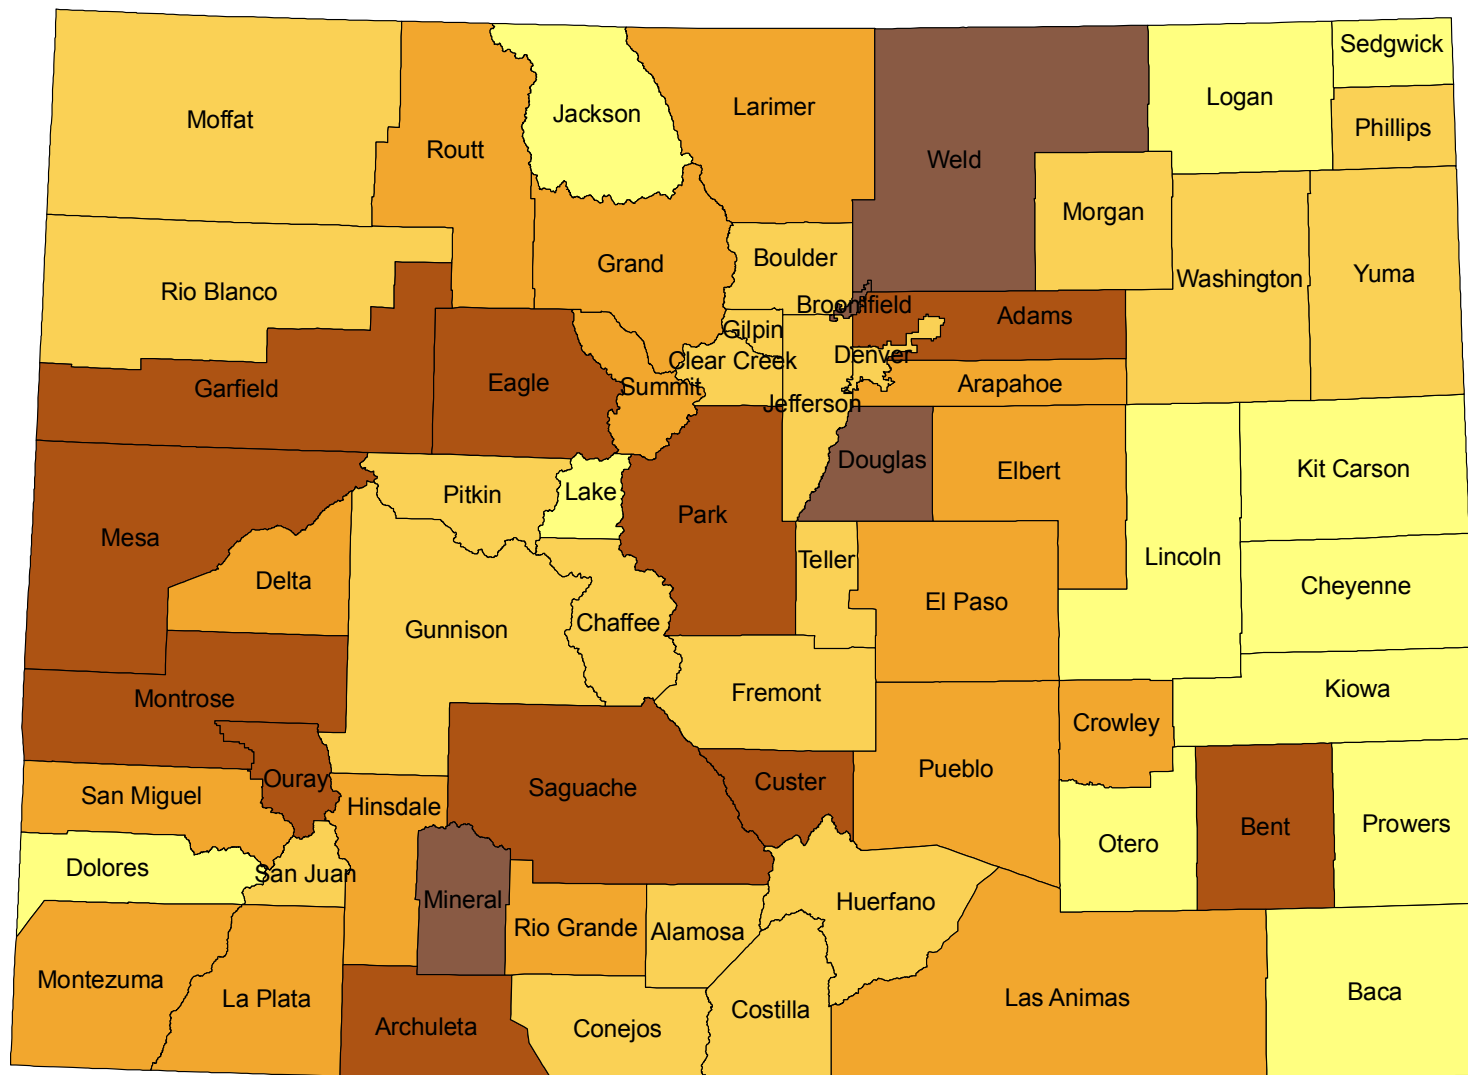 Sedgwick
Moffat
Jackson
Larimer
Logan
Phillips
Routt
Weld
Morgan
Rio Blanco
Grand
Boulder
Washington
Yuma
Broomfield
Adams
Gilpin
Clear Creek
Denver
Garfield
Eagle
Summit
Jefferson
Arapahoe
Douglas
Elbert
Kit Carson
Pitkin
Lake
Park
Mesa
Delta
Teller
Lincoln
Cheyenne
El Paso
Gunnison
Chaffee
Montrose
Fremont
Kiowa
Crowley
Ouray
Saguache
Custer
Pueblo
San Miguel
Hinsdale
Bent
Prowers
Otero
Dolores
San Juan
Mineral
Huerfano
Rio Grande
Alamosa
Montezuma
La Plata
Las Animas
Baca
Archuleta
Conejos
Costilla